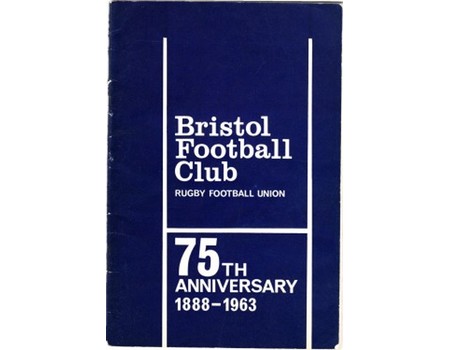 Bristol
Football
Club
RUGBY FOOTBALL UNION
75TH
ANNIVERSARY
1888-1963